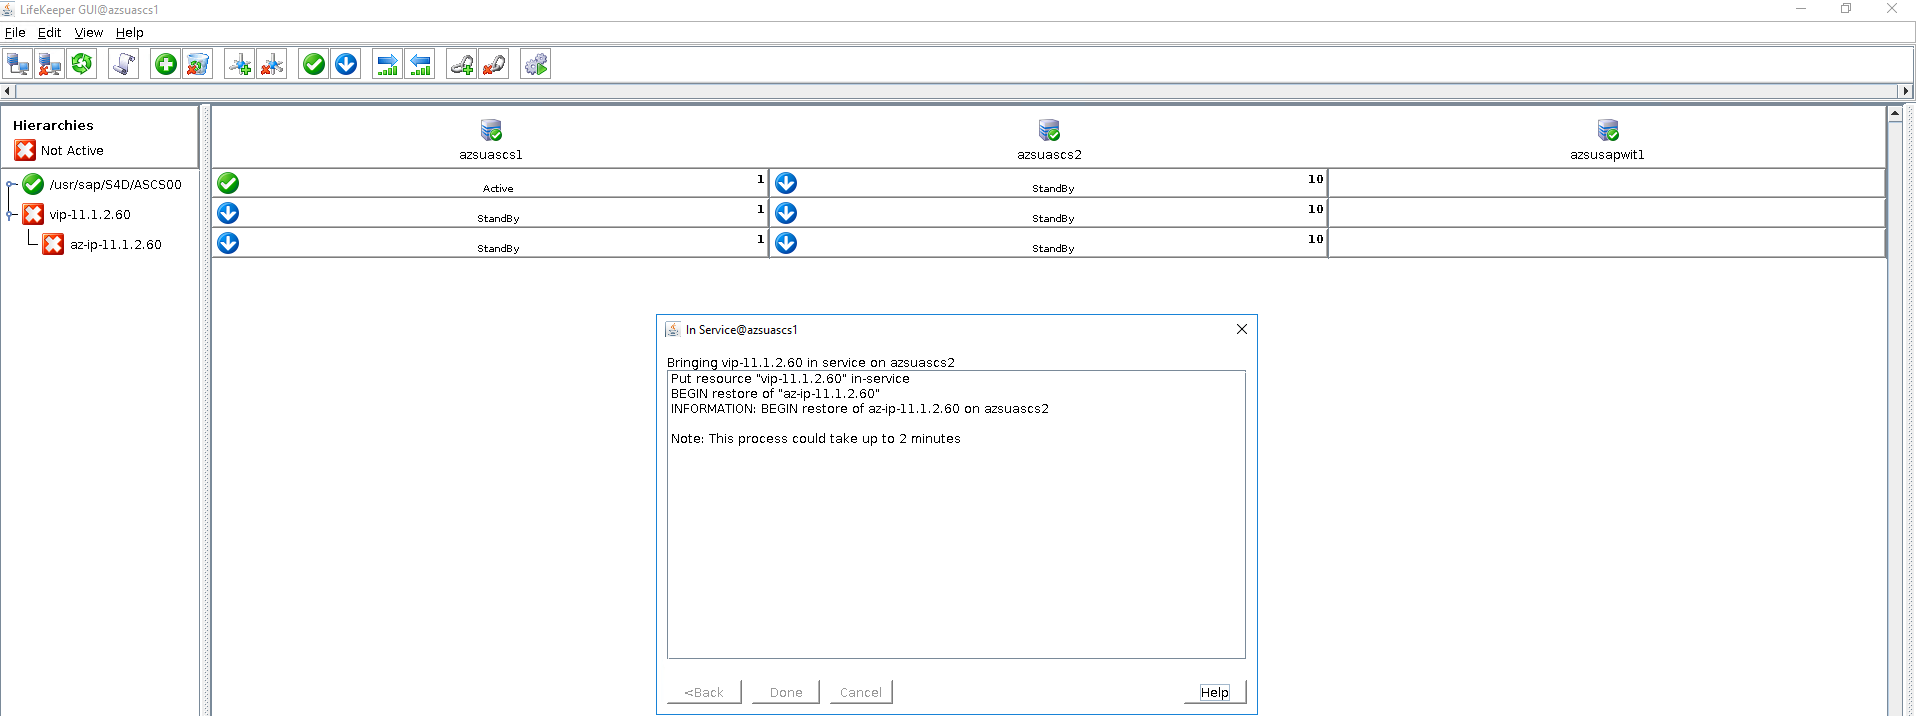 LifeKeeper GUI@azsuascs1
File Edit View Help
Hierarchies
Not Active
azsuascs1
azsuascs2
azsusapwit1
/usr/sap/S4D/ASCS00
Active 1
StandBy 10
vip-11.1.2.60
StandBy 1
StandBy 10
az-ip-11.1.2.60
StandBy 1
StandBy 10
In Service@azsuascs1
Bringing vip-11.1.2.60 in service on azsuascs2
Put resource "vip-11.1.2.60" in-service
BEGIN restore of "az-ip-11.1.2.60"
INFORMATION: BEGIN restore of az-ip-11.1.2.60 on azsuascs2
Note: This process could take up to 2 minutes
<Back Done Cancel Help